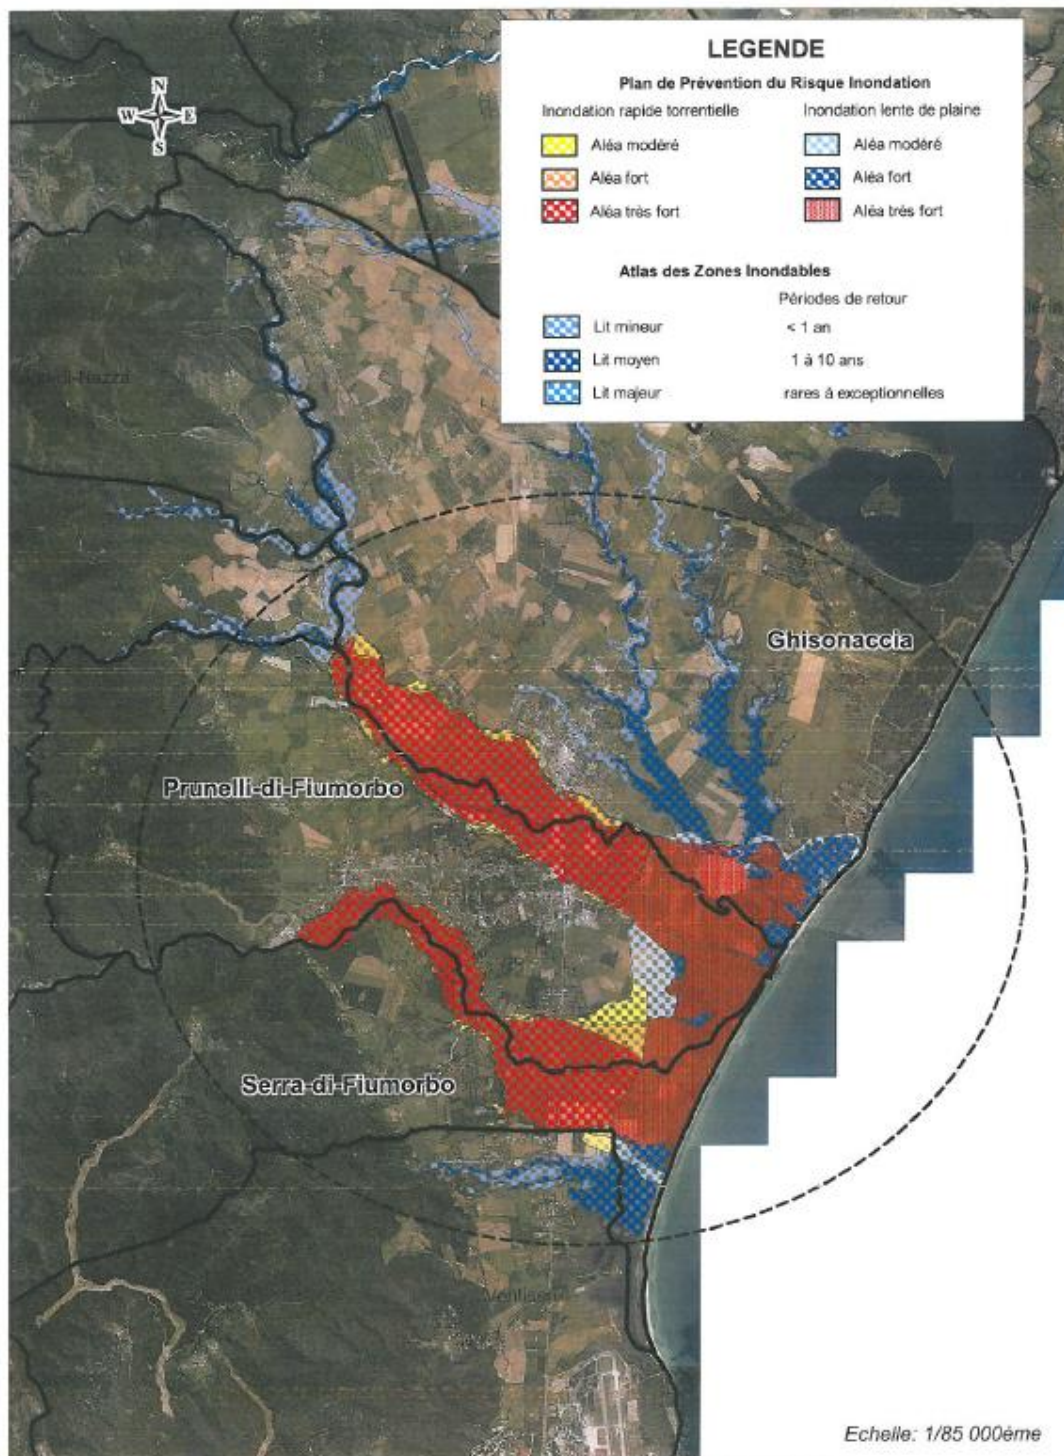 LEGENDE
Plan de Prévention du Risque Inondation
Inondation rapide torrentielle
Inondation lente de plaine
Aléa modéré
Aléa modéré
Aléa fort
Aléa fort
Aléa très fort
Aléa très fort
Atlas des Zones Inondables
Périodes de retour
Lit mineur
< 1 an
Lit moyen
1 à 10 ans
Lit majeur
rares à exceptionnelles
N
W E
S
di-Nazza
Ghisonaccia
Prunelli-di-Fiumorbo
Serra-di-Fiumorbo
Echelle: 1/85 000ème